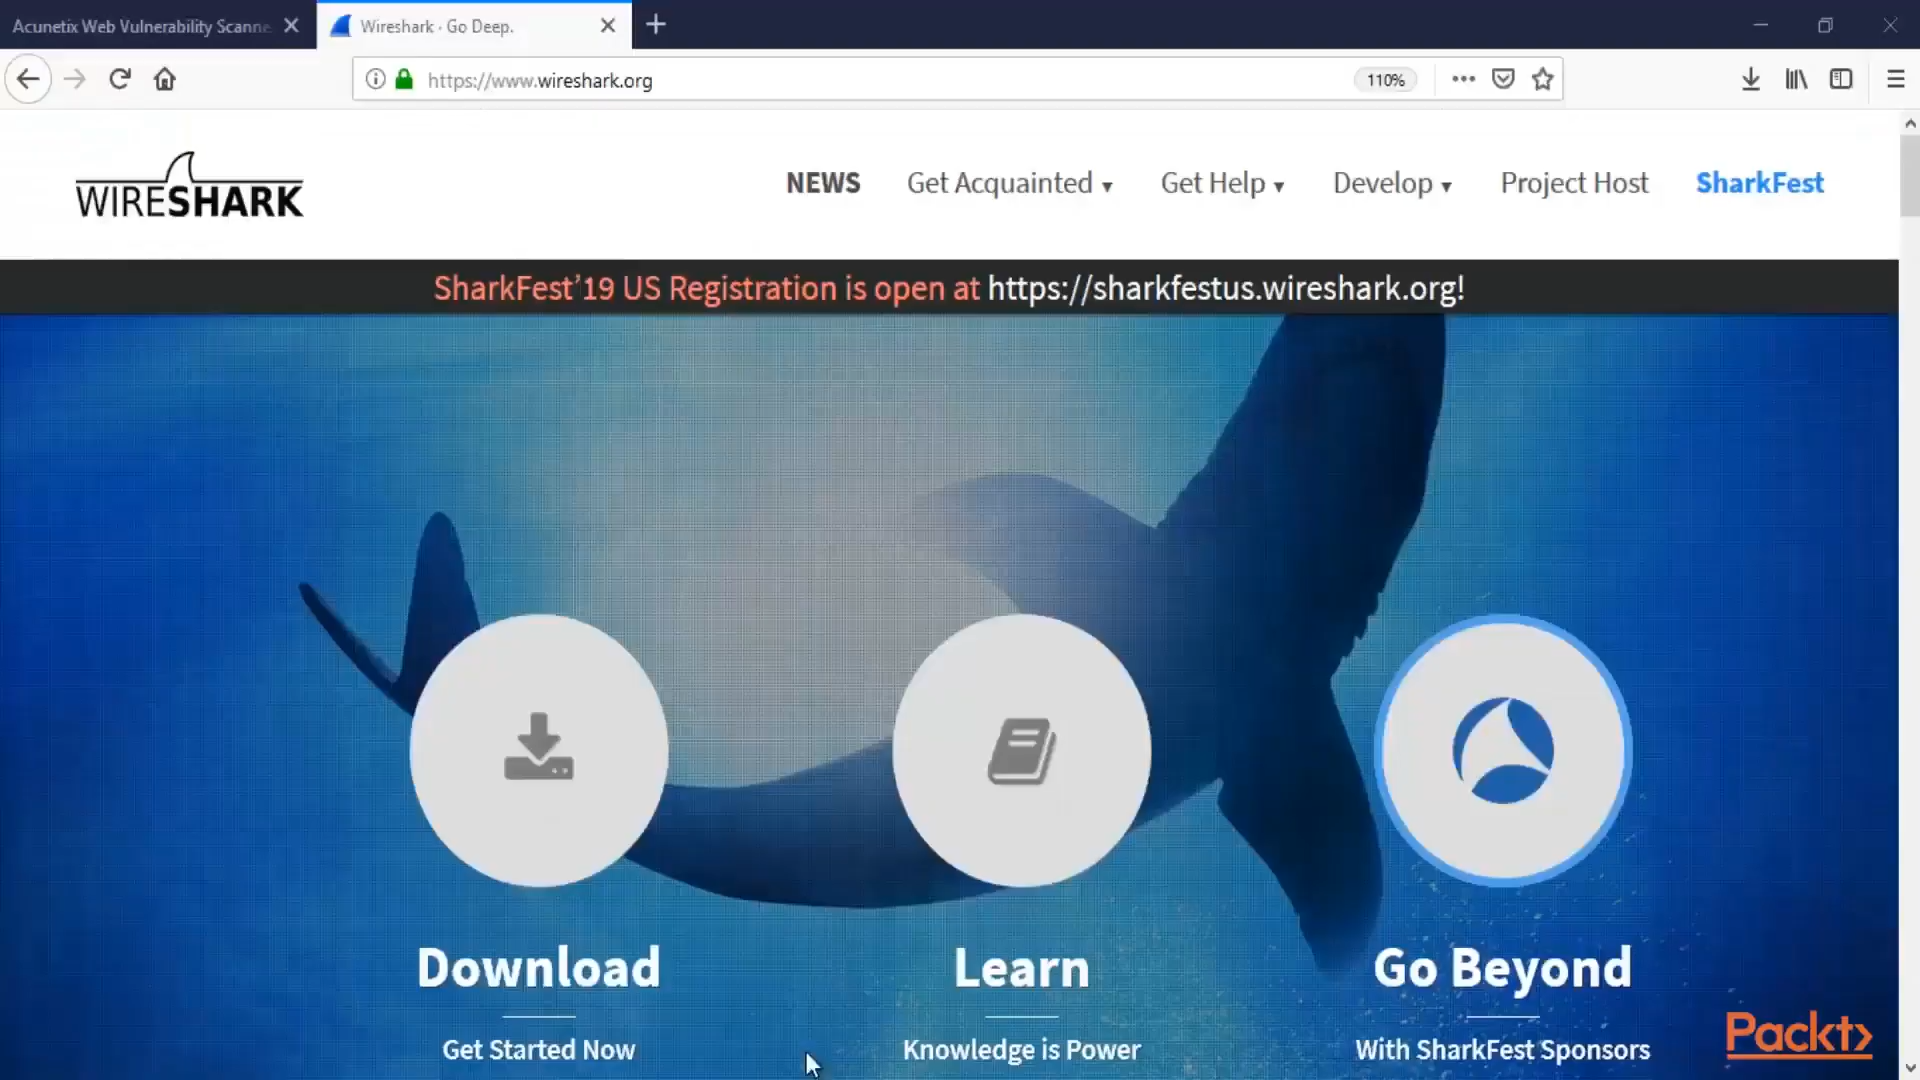 Acunetix Web Vulnerability Scanne
Wireshark · Go Deep.
https://www.wireshark.org
110%
WIRESHARK
NEWS
Get Acquainted
Get Help
Develop
Project Host
SharkFest
SharkFest’19 US Registration is open at https://sharkfestus.wireshark.org!
Download
Get Started Now
Learn
Knowledge is Power
Go Beyond
With SharkFest Sponsors
Packt>